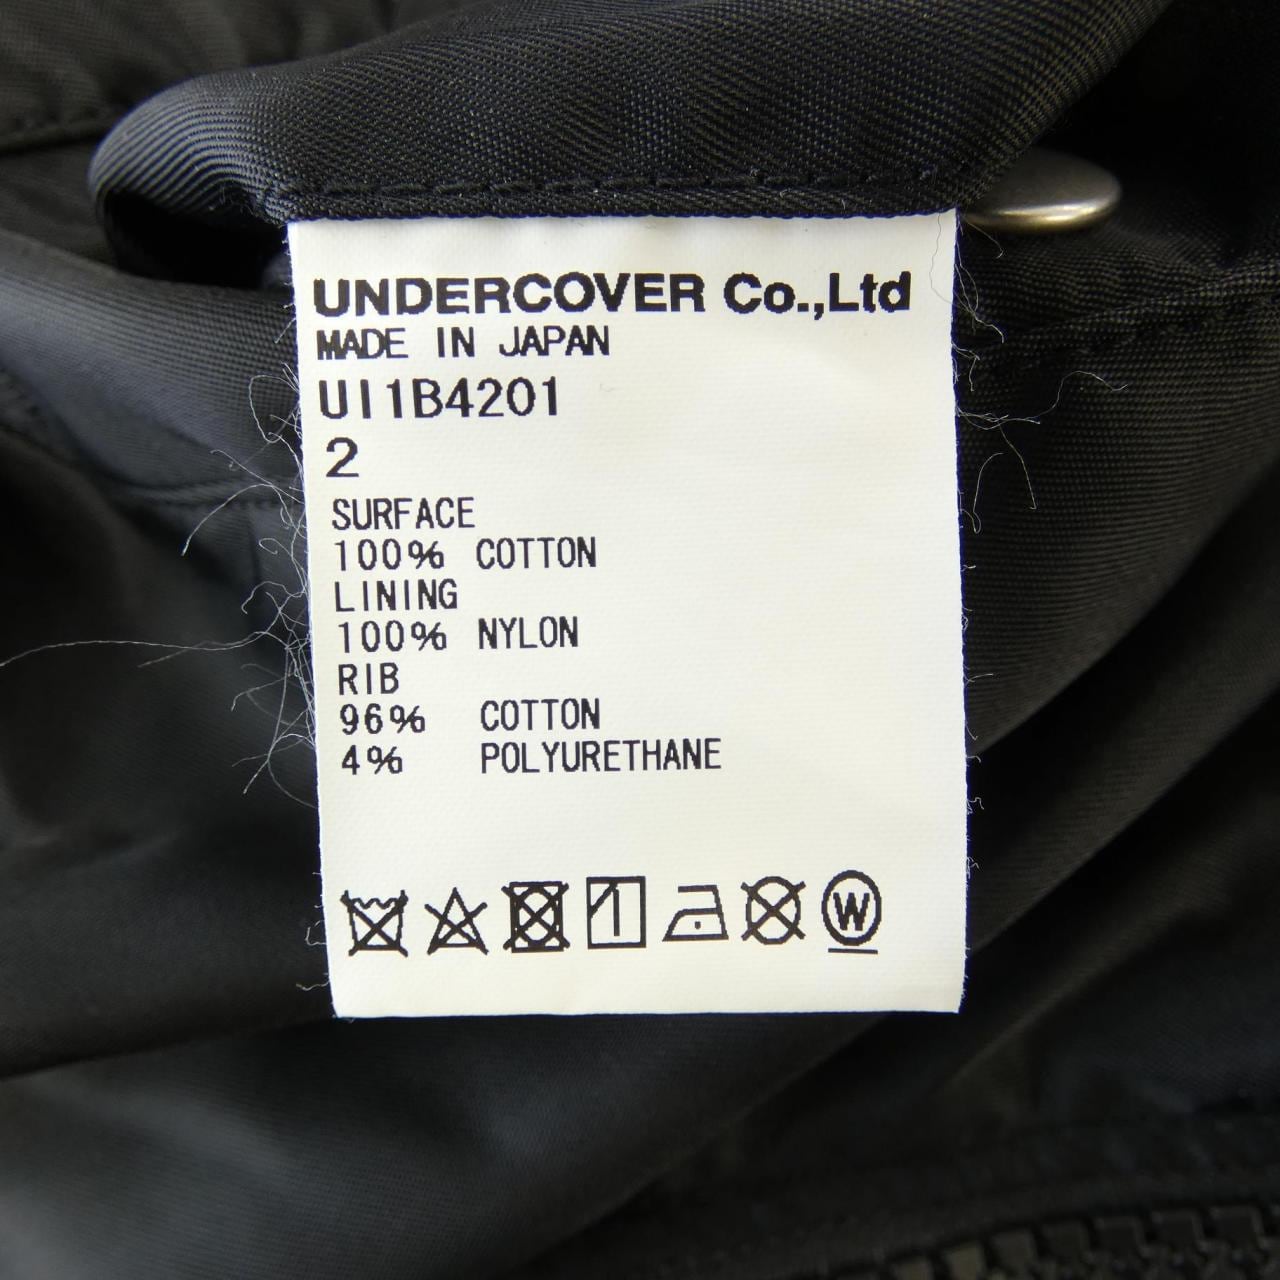 UNDERCOVER Co.,Ltd
MADE IN JAPAN
UI1B4201
2
SURFACE
100% COTTON
LINING
100% NYLON
RIB
96% COTTON
4% POLYURETHANE
W